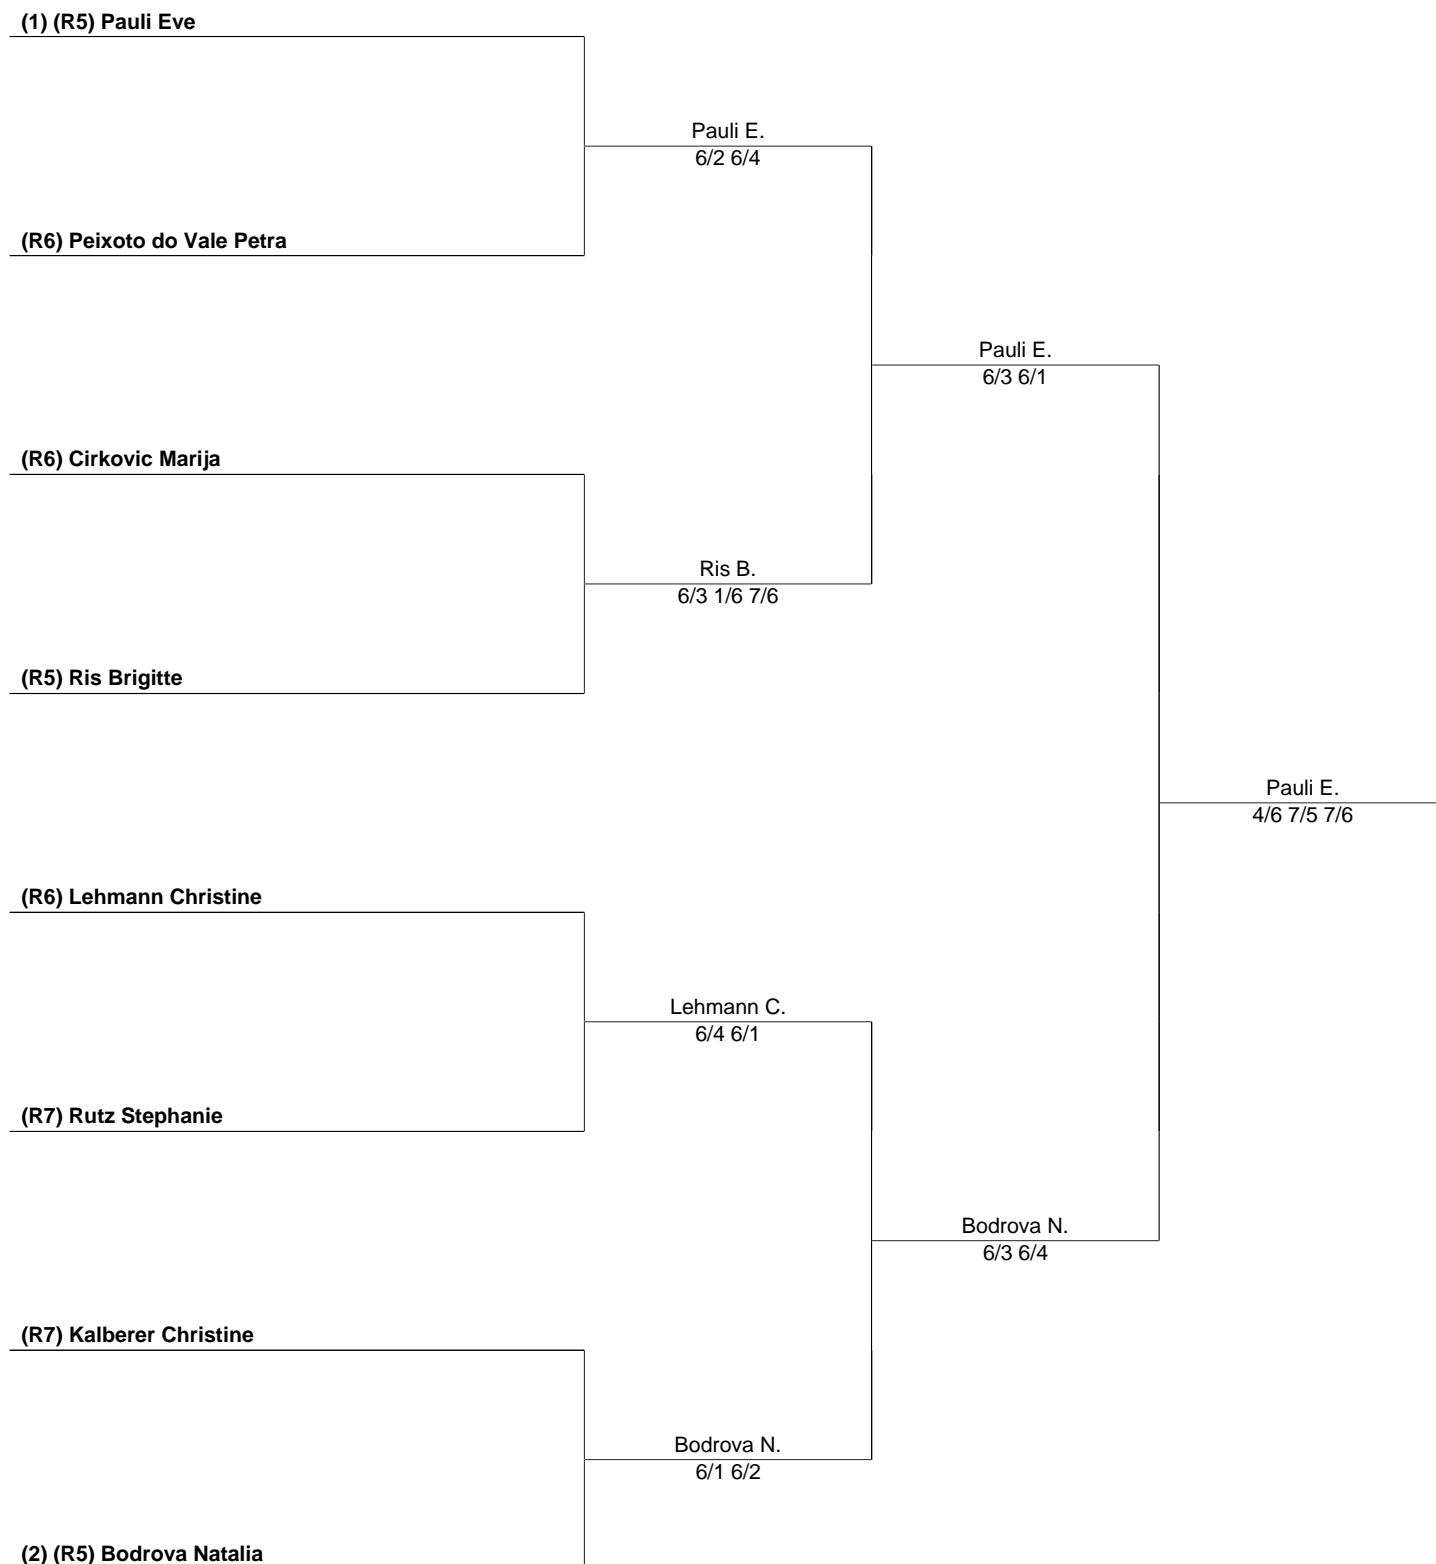 (1) (R5) Pauli Eve
Pauli E.
6/2 6/4
(R6) Peixoto do Vale Petra
Pauli E.
6/3 6/1
(R6) Cirkovic Marija
Ris B.
6/3 1/6 7/6
(R5) Ris Brigitte
Pauli E.
4/6 7/5 7/6
(R6) Lehmann Christine
Lehmann C.
6/4 6/1
(R7) Rutz Stephanie
Bodrova N.
6/3 6/4
(R7) Kalberer Christine
Bodrova N.
6/1 6/2
(2) (R5) Bodrova Natalia